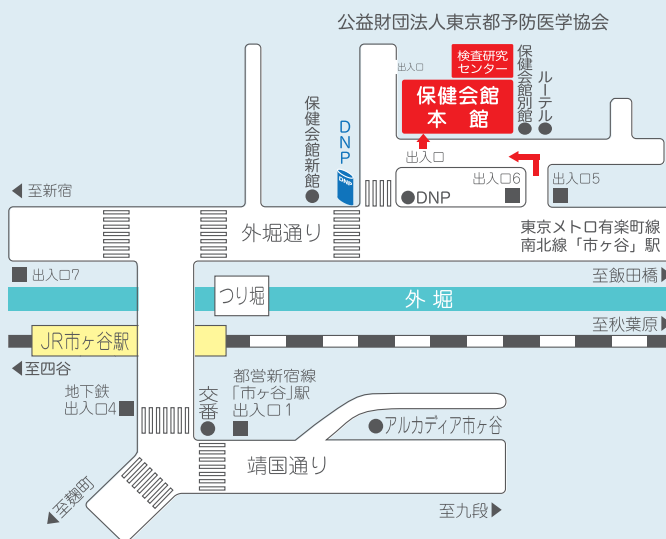 公益財団法人東京都予防医学協会
検査研究
センター
出入口
保健会館
本 館
保健会館別館
ルーテル
保健会館新館
DNP
DNP
出入口
DNP
出入口6
出入口5
至新宿
外堀通り
東京メトロ有楽町線
南北線「市ヶ谷」駅
出入口7
至飯田橋
つり堀
外 堀
至秋葉原
JR市ヶ谷駅
至四谷
地下鉄
出入口4
交番
都営新宿線
「市ヶ谷」駅
出入口1
アルカディア市ヶ谷
靖国通り
至麹町
至九段